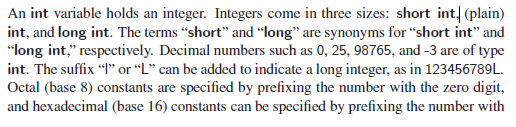 An int variable holds an integer. Integers come in three sizes: short int, (plain)
int, and long int. The terms “short” and “long” are synonyms for “short int” and
“long int,” respectively. Decimal numbers such as 0, 25, 98765, and -3 are of type
int. The suffix “l” or “L” can be added to indicate a long integer, as in 123456789L.
Octal (base 8) constants are specified by prefixing the number with the zero digit,
and hexadecimal (base 16) constants can be specified by prefixing the number with